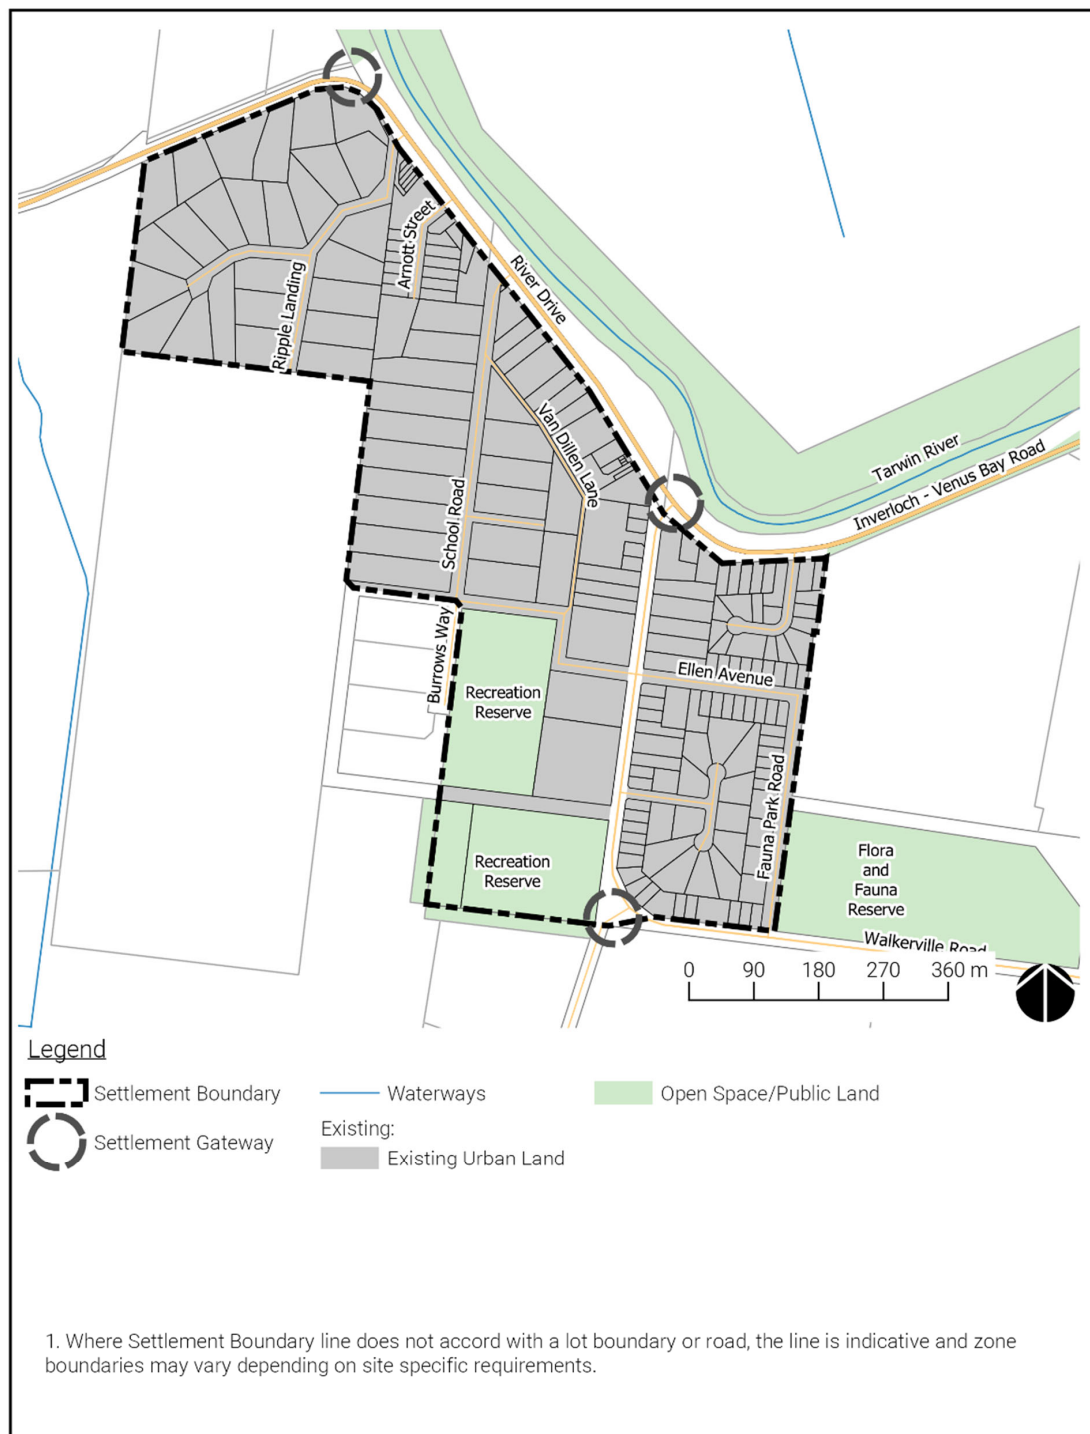 Arnott Street
River Drive
Ripple Landing
Van Dillen Lane
Tarwin River
Inverloch - Venus Bay Road
School Road
Burrows Way
Ellen Avenue
Recreation
Reserve
Fauna Park Road
Recreation
Reserve
Flora
and
Fauna
Reserve
Walkerville Road
0 90 180 270 360 m
Legend
Settlement Boundary
Waterways
Open Space/Public Land
Settlement Gateway
Existing:
Existing Urban Land
1. Where Settlement Boundary line does not accord with a lot boundary or road, the line is indicative and zone
boundaries may vary depending on site specific requirements.